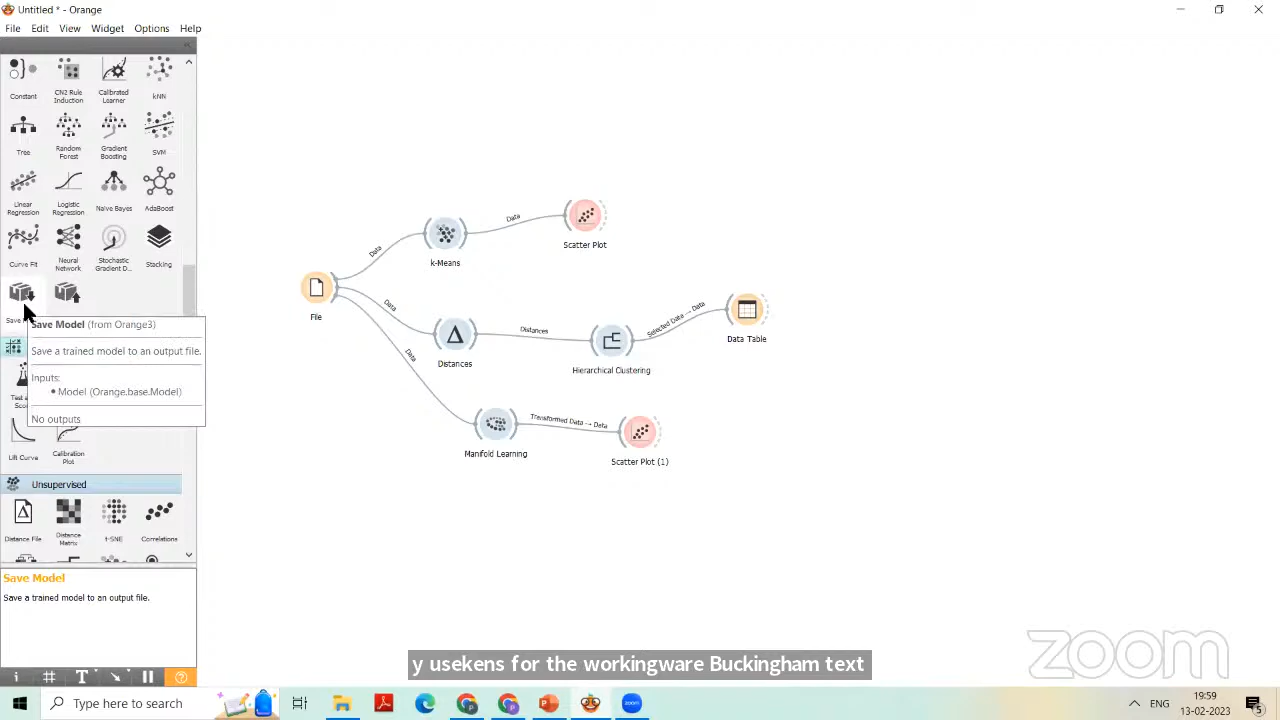 Untitled * - Orange
File Edit View Widget Options Help
Constant
CN2 Rule Induction
Calibrated Learner
kNN
Tree
Random Forest
Gradient Boosting
SVM
Linear Regression
Logistic Regression
Naive Bayes
AdaBoost
Curve Fit
Neural Network
Stochastic Gradient D...
Stacking
Save Model (from Orange3)
Save a trained model to an output file.
Inputs:
• Model (Orange.base.Model)
No outputs
Lift Curve
Calibration Plot
Unsupervised
Distance File
Distance Matrix
t-SNE
Correlations
Save Model
Save a trained model to an output file.
File
Data
k-Means
Data
Scatter Plot
Data
Distances
Distances
Hierarchical Clustering
Selected Data → Data
Data Table
Data
Manifold Learning
Transformed Data → Data
Scatter Plot (1)
y usekens for the workingware Buckingham text
zoom
Type here to search
zoom
ENG
19:59
13-02-2023
5